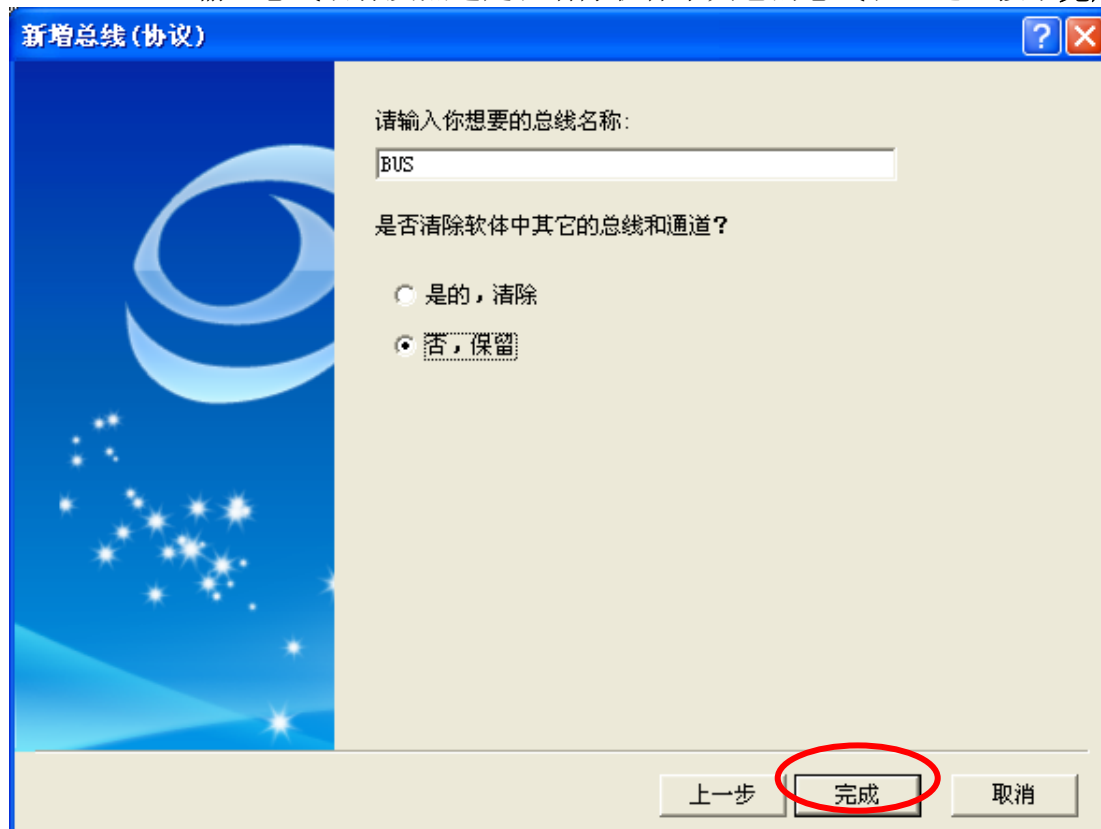 新增总线(协议)
请输入你想要的总线名称:
BUS
是否清除软体中其它的总线和通道?
是的，清除
否，保留
上一步 完成 取消